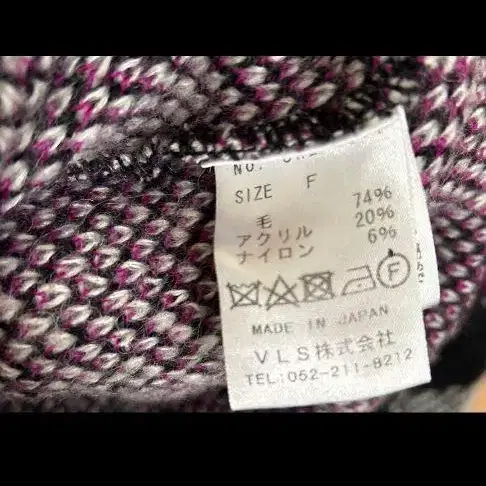 NO.
SIZE F
毛 74%
アクリル 20%
ナイロン 6%
F
MADE IN JAPAN
VLS株式会社
TEL:052-211-8212